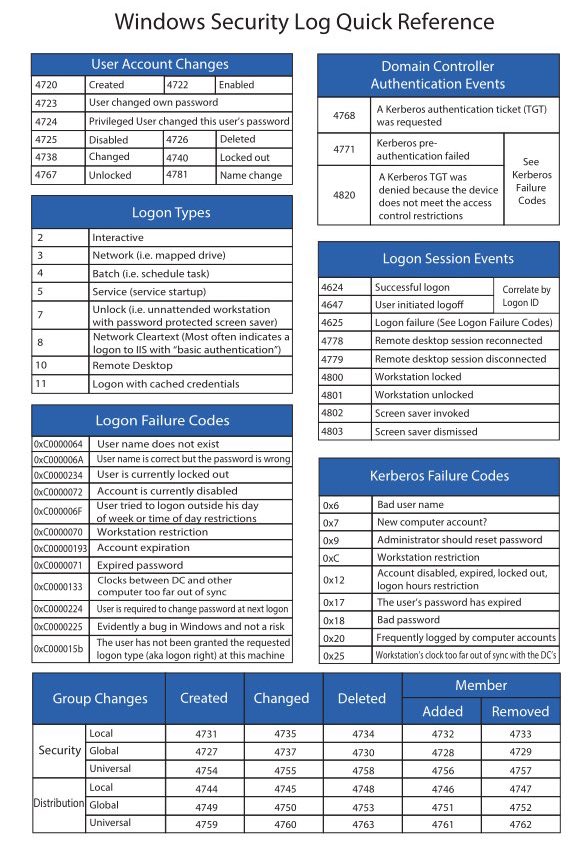 Windows Security Log Quick Reference
User Account Changes
4720 Created 4722 Enabled
4723 User changed own password
4724 Privileged User changed this user's password
4725 Disabled 4726 Deleted
4738 Changed 4740 Locked out
4767 Unlocked 4781 Name change
Logon Types
2 Interactive
3 Network (i.e. mapped drive)
4 Batch (i.e. schedule task)
5 Service (service startup)
7 Unlock (i.e. unnattended workstation
with password protected screen saver)
8 Network Cleartext (Most often indicates a
logon to IIS with “basic authentication”)
10 Remote Desktop
11 Logon with cached credentials
Logon Failure Codes
0xC0000064 User name does not exist
0xC000006A User name is correct but the password is wrong
0xC0000234 User is currently locked out
0xC0000072 Account is currently disabled
0xC000006F User tried to logon outside his day
of week or time of day restrictions
0xC0000070 Workstation restriction
0xC00000193 Account expiration
0xC0000071 Expired password
0xC0000133 Clocks between DC and other
computer too far out of sync
0xC0000224 User is required to change password at next logon
0xC0000225 Evidently a bug in Windows and not a risk
0xC000015b The user has not been granted the requested
logon type (aka logon right) at this machine
Domain Controller
Authentication Events
4768 A Kerberos authentication ticket (TGT)
was requested
4771 Kerberos pre-
authentication failed
4820 A Kerberos TGT was
denied because the device
does not meet the access
control restrictions
See
Kerberos
Failure
Codes
Logon Session Events
4624 Successful logon
4647 User initiated logoff
Correlate by
Logon ID
4625 Logon failure (See Logon Failure Codes)
4778 Remote desktop session reconnected
4779 Remote desktop session disconnected
4800 Workstation locked
4801 Workstation unlocked
4802 Screen saver invoked
4803 Screen saver dismissed
Kerberos Failure Codes
0x6 Bad user name
0x7 New computer account?
0x9 Administrator should reset password
0xC Workstation restriction
0x12 Account disabled, expired, locked out,
logon hours restriction
0x17 The user's password has expired
0x18 Bad password
0x20 Frequently logged by computer accounts
0x25 Workstation's clock too far out of sync with the DC's
Group Changes Created Changed Deleted Member
Added Removed
Security Local 4731 4735 4734 4732 4733
Global 4727 4737 4730 4728 4729
Universal 4754 4755 4758 4756 4757
Distribution Local 4744 4745 4748 4746 4747
Global 4749 4750 4753 4751 4752
Universal 4759 4760 4763 4761 4762